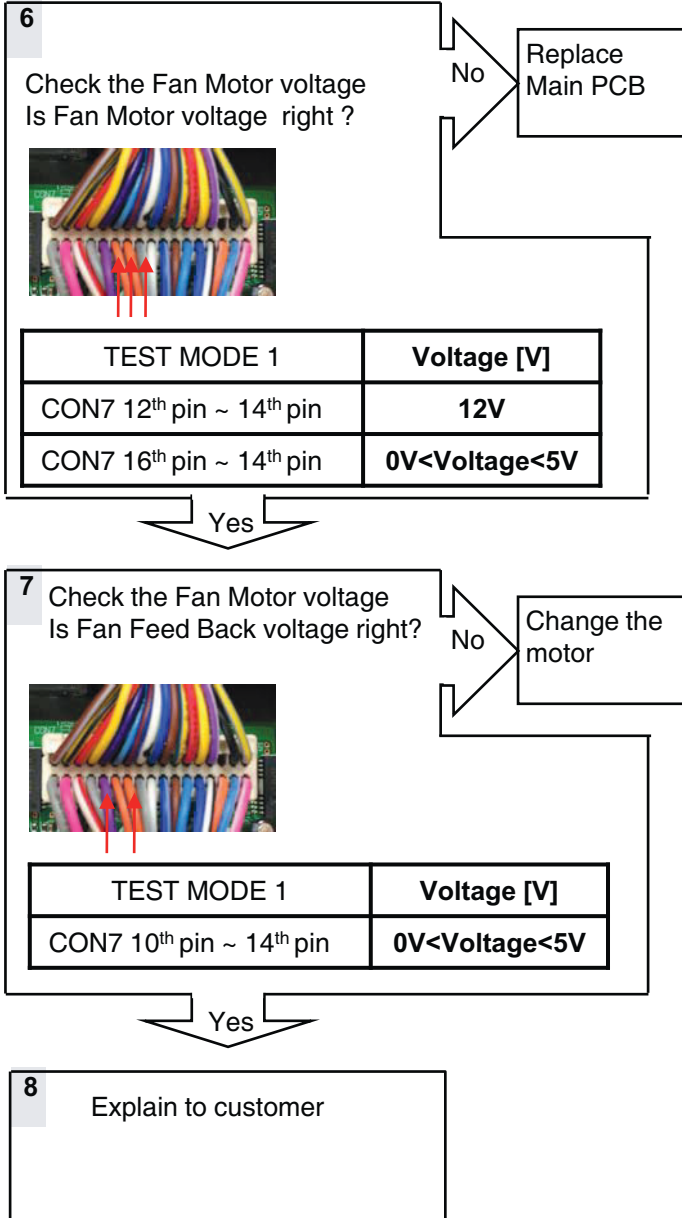 6
Check the Fan Motor voltage
Is Fan Motor voltage right ?
No
Replace
Main PCB
TEST MODE 1 Voltage [V]
CON7 12th pin ~ 14th pin 12V
CON7 16th pin ~ 14th pin 0V<Voltage<5V
Yes
7
Check the Fan Motor voltage
Is Fan Feed Back voltage right?
No
Change the
motor
CON7
TEST MODE 1 Voltage [V]
CON7 10th pin ~ 14th pin 0V<Voltage<5V
Yes
8
Explain to customer